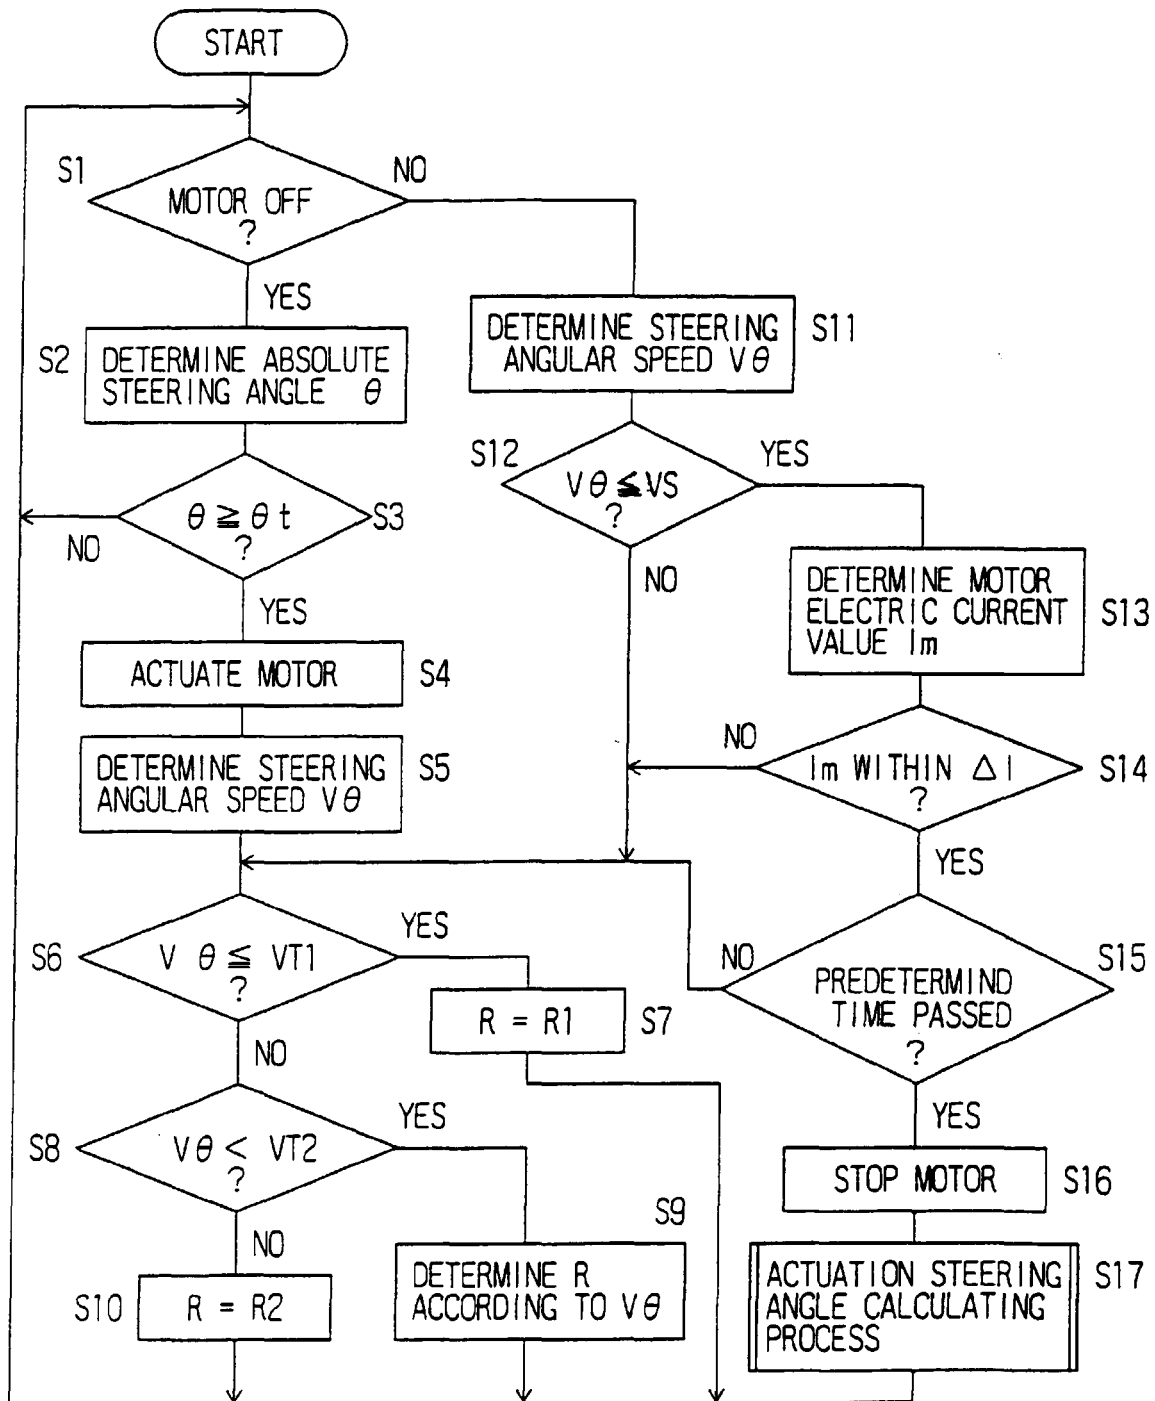 START
S1
MOTOR OFF
?
NO
YES
S2
DETERMINE ABSOLUTE
STEERING ANGLE θ
S3
θ ≧ θt
?
NO
YES
ACTUATE MOTOR
S4
DETERMINE STEERING
ANGULAR SPEED Vθ
S5
S6
V θ ≦ VT1
?
YES
NO
R = R1
S7
S8
Vθ < VT2
?
YES
NO
S9
DETERMINE R
ACCORDING TO Vθ
S10
R = R2
DETERMINE STEERING
ANGULAR SPEED Vθ
S11
S12
Vθ ≦ VS
?
YES
NO
DETERMINE MOTOR
ELECTRIC CURRENT
VALUE Im
S13
NO
Im WITHIN △I
?
S14
YES
NO
PREDETERMIND
TIME PASSED
?
S15
YES
STOP MOTOR
S16
ACTUATION STEERING
ANGLE CALCULATING
PROCESS
S17